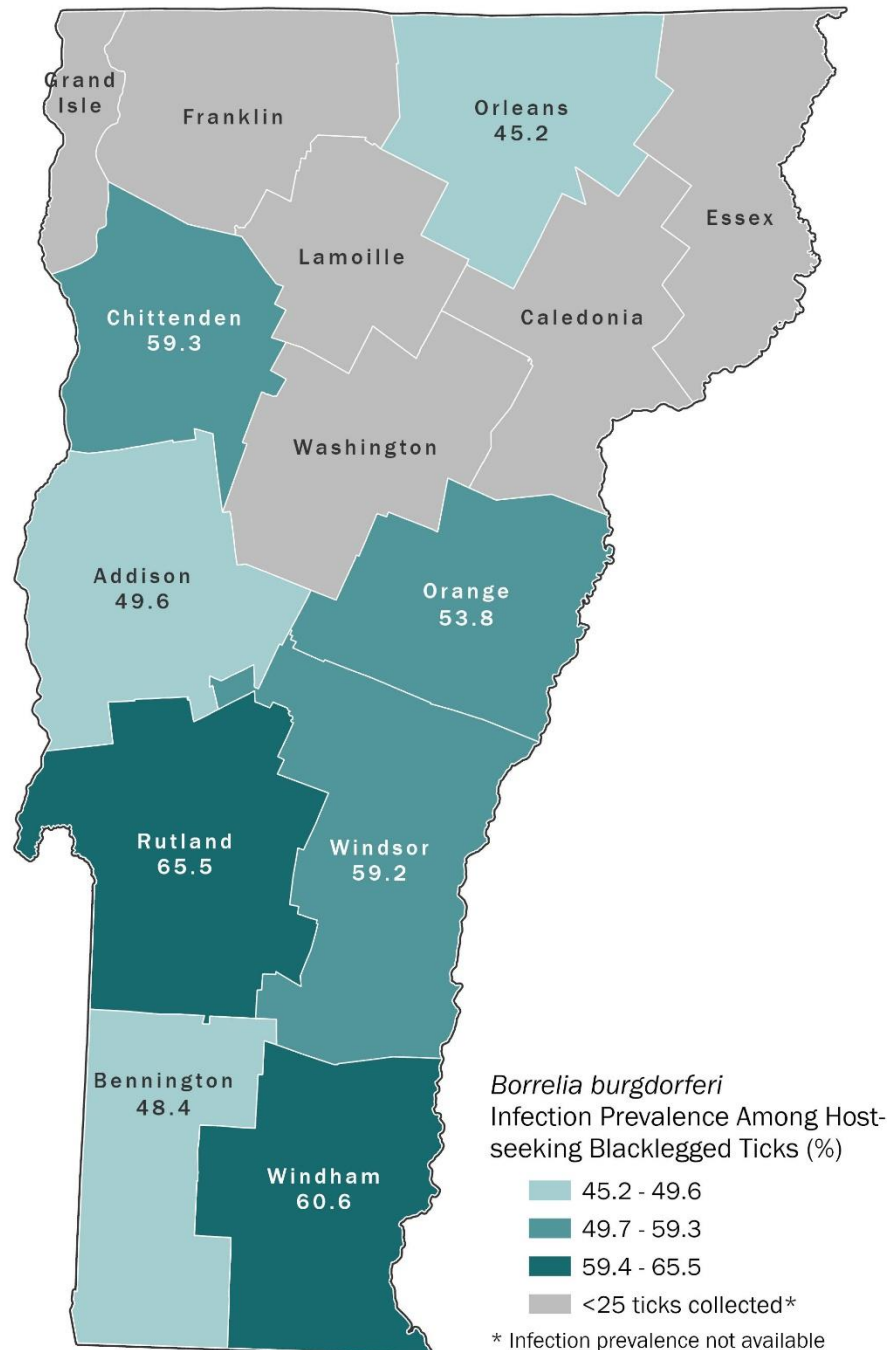 Grand
Isle
Franklin
Orleans
45.2
Essex
Lamoille
Chittenden
59.3
Caledonia
Washington
Addison
49.6
Orange
53.8
Rutland
65.5
Windsor
59.2
Bennington
48.4
Windham
60.6
Borrelia burgdorferi
Infection Prevalence Among Host-
seeking Blacklegged Ticks (%)
45.2 - 49.6
49.7 - 59.3
59.4 - 65.5
<25 ticks collected*
* Infection prevalence not available